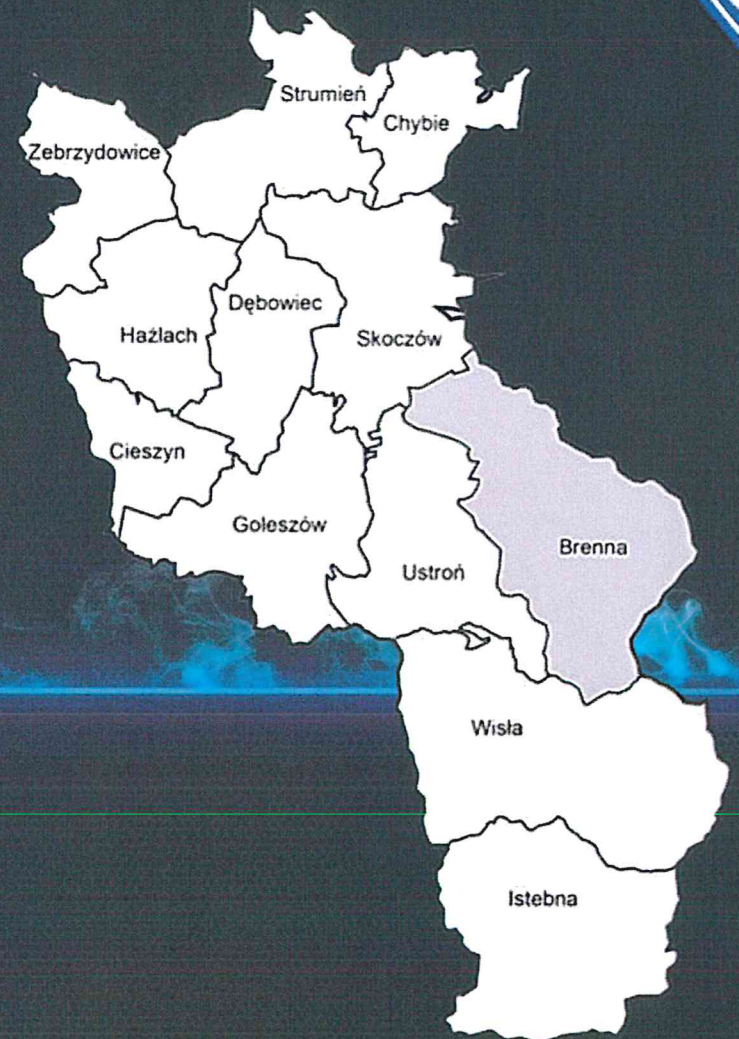 Strumień
Chybie
Zebrzydowice
Dębowiec
Hażlach
Skoczów
Cieszyn
Goleszów
Brenna
Ustroń
Wisła
Istebna